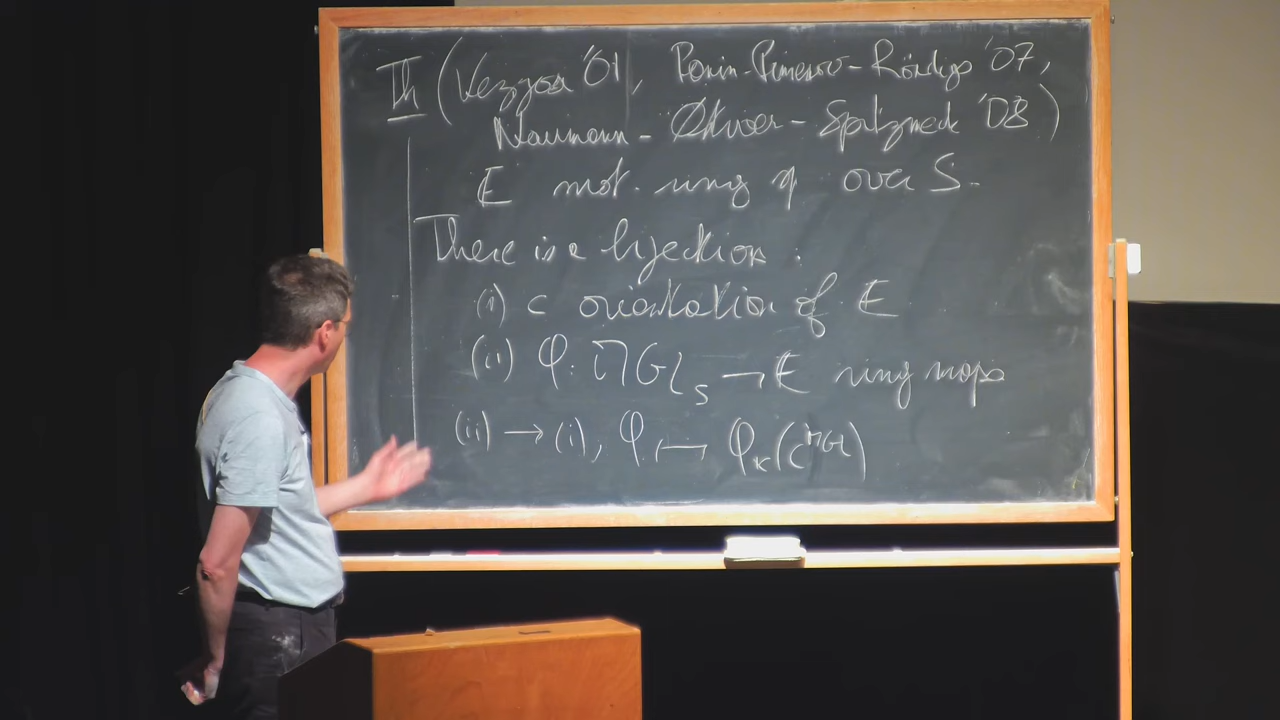 Th (Vezzosi '01, Panin-Pimenov-Röndigs '07,
Naumann - Østvær - Spitzweck '08)
E mot. ring sp over S.
There is a bijection :
(i) c orientation of E
(ii) φ: MGL_S → E ring maps
(ii) → (i), φ ↦ φ_*(c^MGL)